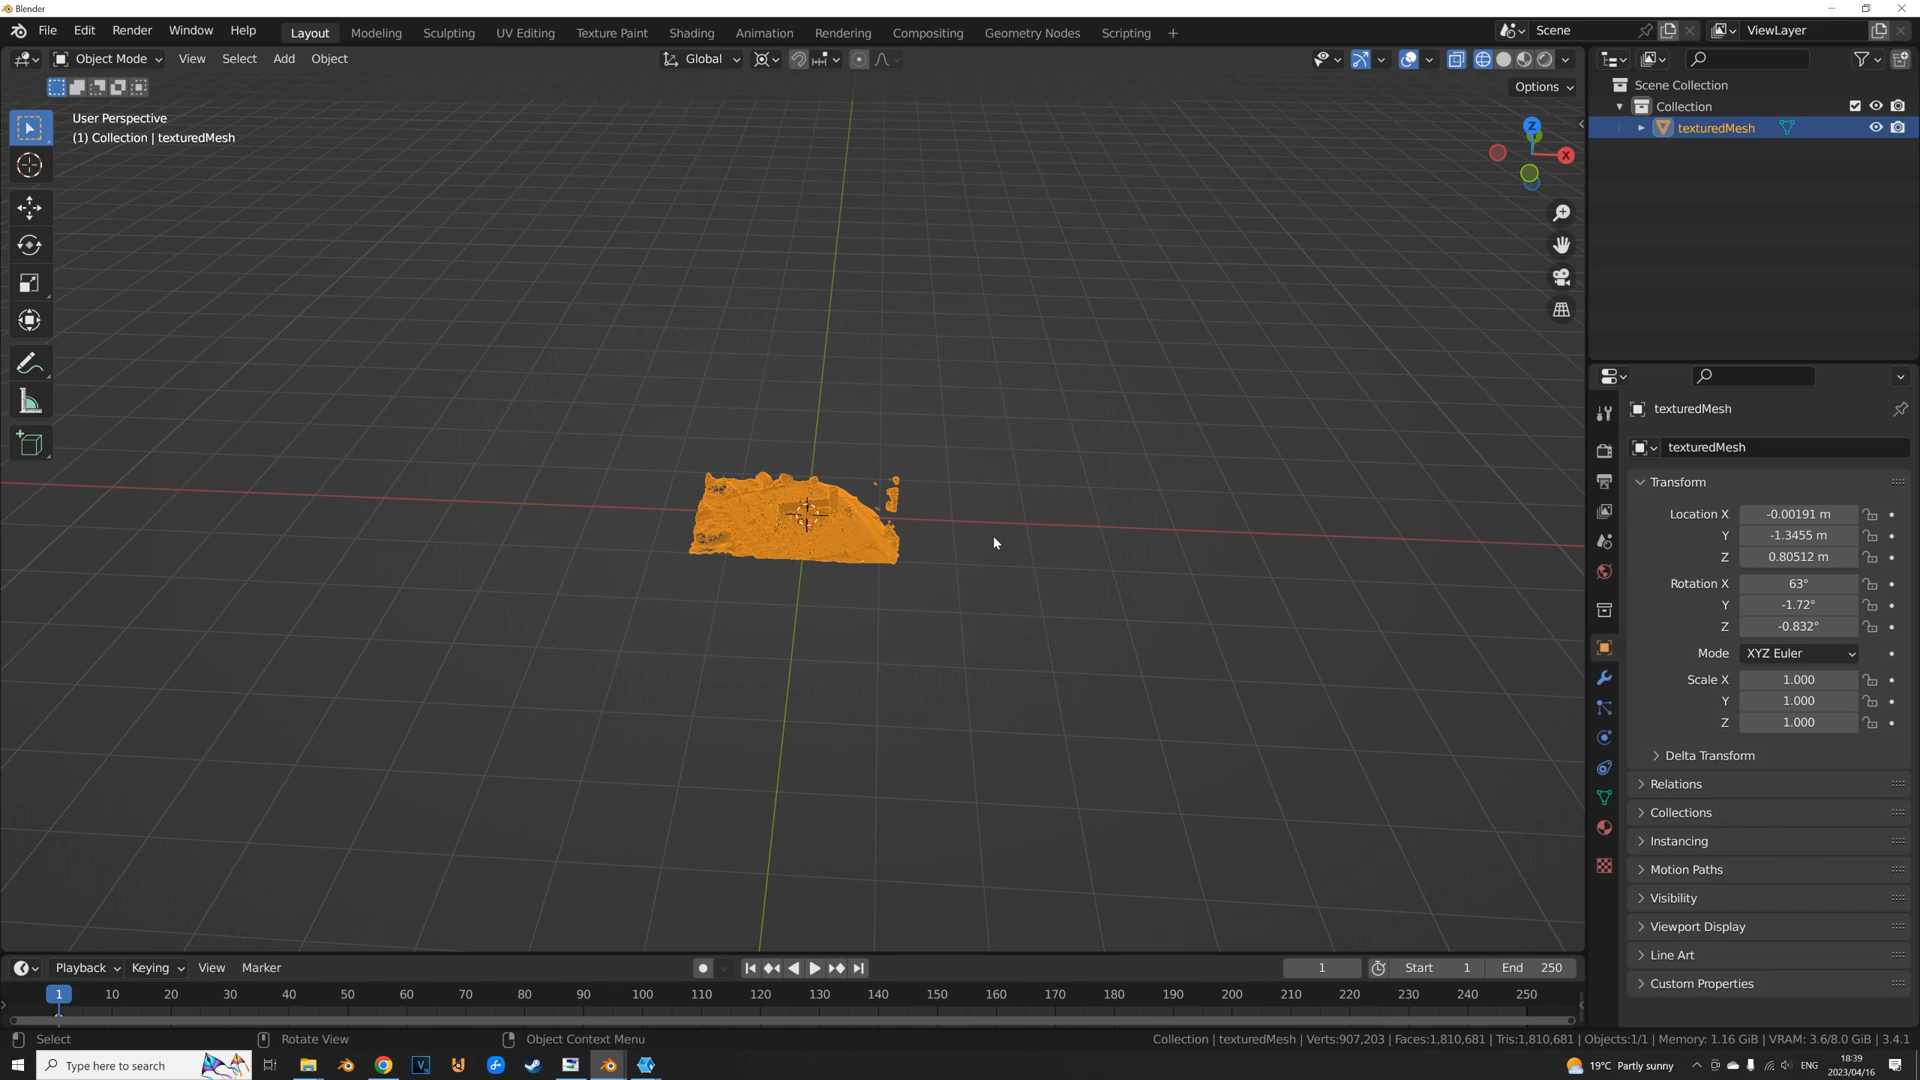 Blender
File Edit Render Window Help
Layout Modeling Sculpting UV Editing Texture Paint Shading Animation Rendering Compositing Geometry Nodes Scripting +
Scene
ViewLayer
Object Mode View Select Add Object
Global
Options
User Perspective
(1) Collection | texturedMesh
Z
X
Scene Collection
Collection
texturedMesh
texturedMesh
texturedMesh
Transform
Location X -0.00191 m
Y -1.3455 m
Z 0.80512 m
Rotation X 63°
Y -1.72°
Z -0.832°
Mode XYZ Euler
Scale X 1.000
Y 1.000
Z 1.000
Delta Transform
Relations
Collections
Instancing
Motion Paths
Visibility
Viewport Display
Line Art
Custom Properties
Playback Keying View Marker
1 Start 1 End 250
1 10 20 30 40 50 60 70 80 90 100 110 120 130 140 150 160 170 180 190 200 210 220 230 240 250
Select Rotate View Object Context Menu
Collection | texturedMesh | Verts:907,203 | Faces:1,810,681 | Tris:1,810,681 | Objects:1/1 | Memory: 1.16 GiB | VRAM: 3.6/8.0 GiB | 3.4.1
Type here to search
19°C Partly sunny
ENG
18:39
2023/04/16